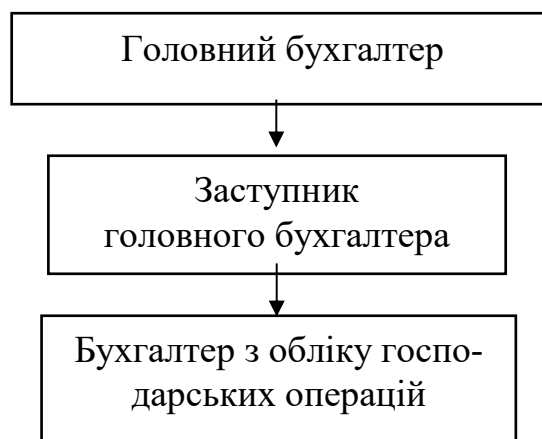 Головний бухгалтер
Заступник
головного бухгалтера
Бухгалтер з обліку госпо-
дарських операцій